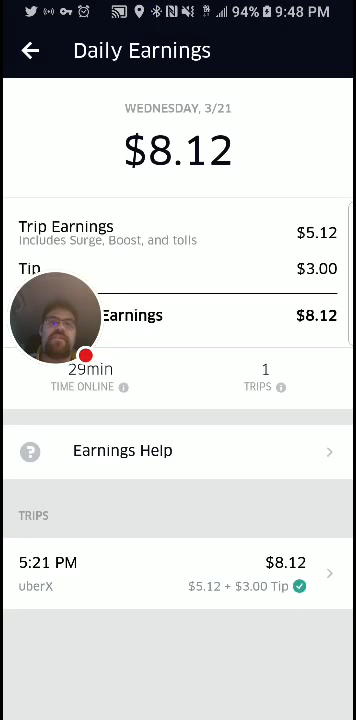 94% 9:48 PM
Daily Earnings
WEDNESDAY, 3/21
$8.12
Trip Earnings $5.12
Includes Surge, Boost, and tolls
Tip $3.00
Earnings $8.12
29min 1
TIME ONLINE TRIPS
Earnings Help
TRIPS
5:21 PM $8.12
uberX $5.12 + $3.00 Tip